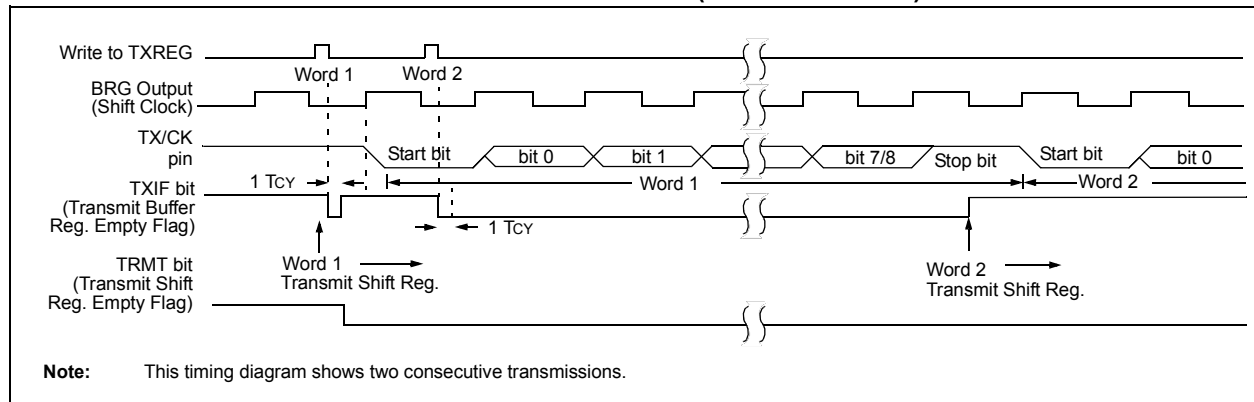 Write to TXREG
Word 1
Word 2
BRG Output
(Shift Clock)
TX/CK
pin
Start bit
bit 0
bit 1
bit 7/8
Stop bit
Start bit
bit 0
1 TCY
Word 1
Word 2
TXIF bit
(Transmit Buffer
Reg. Empty Flag)
1 TCY
Word 1
Transmit Shift Reg.
Word 2
Transmit Shift Reg.
TRMT bit
(Transmit Shift
Reg. Empty Flag)
Note: This timing diagram shows two consecutive transmissions.